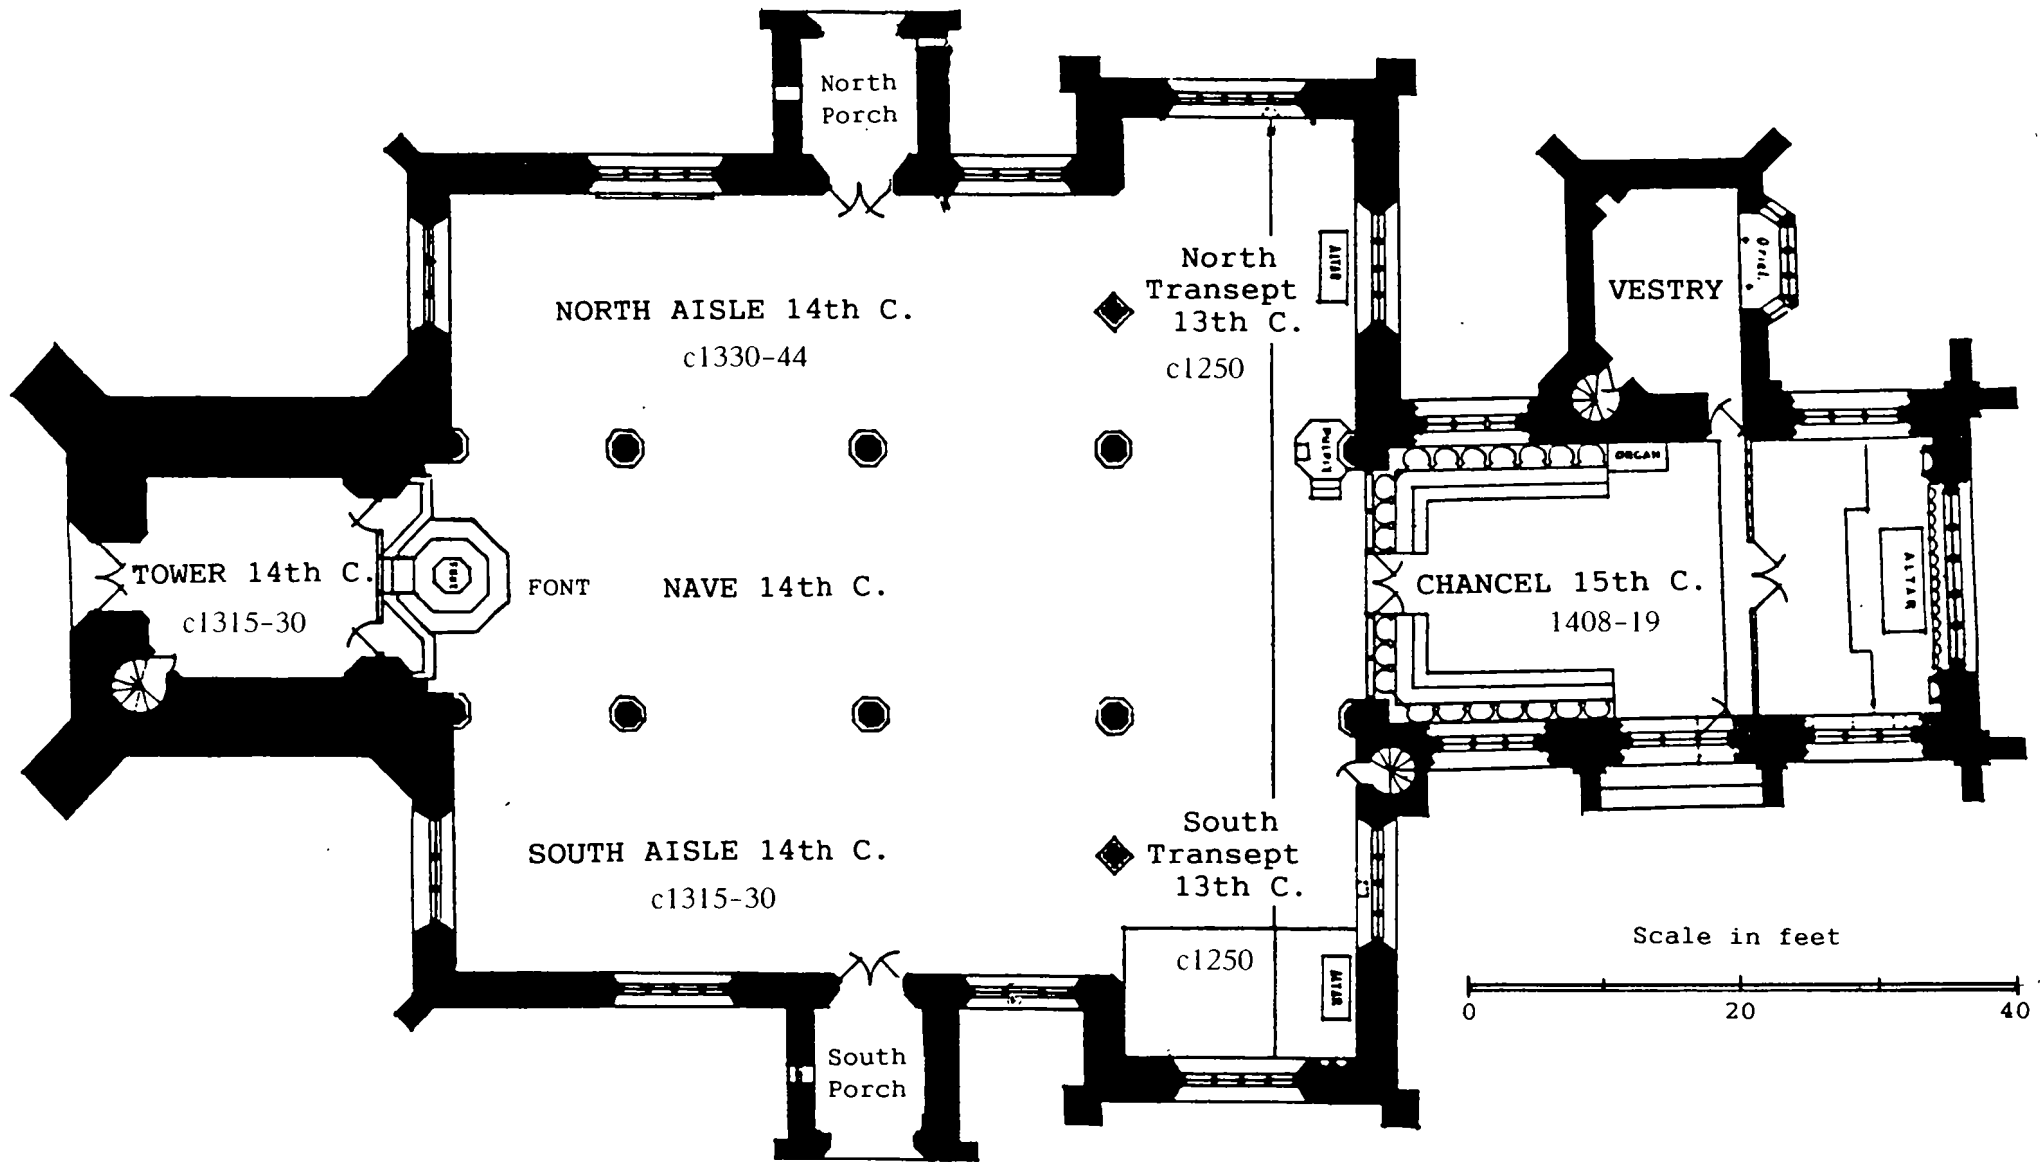 North
Porch
North
Transept
13th C.
c1250
ALTAR
NORTH AISLE 14th C.
c1330-44
VESTRY
Oriel.
PULPIT
ORGAN
TOWER 14th C.
c1315-30
FONT
FONT
NAVE 14th C.
CHANCEL 15th C.
1408-19
ALTAR
SOUTH AISLE 14th C.
c1315-30
South
Transept
13th C.
c1250
ALTAR
South
Porch
Scale in feet
0 20 40